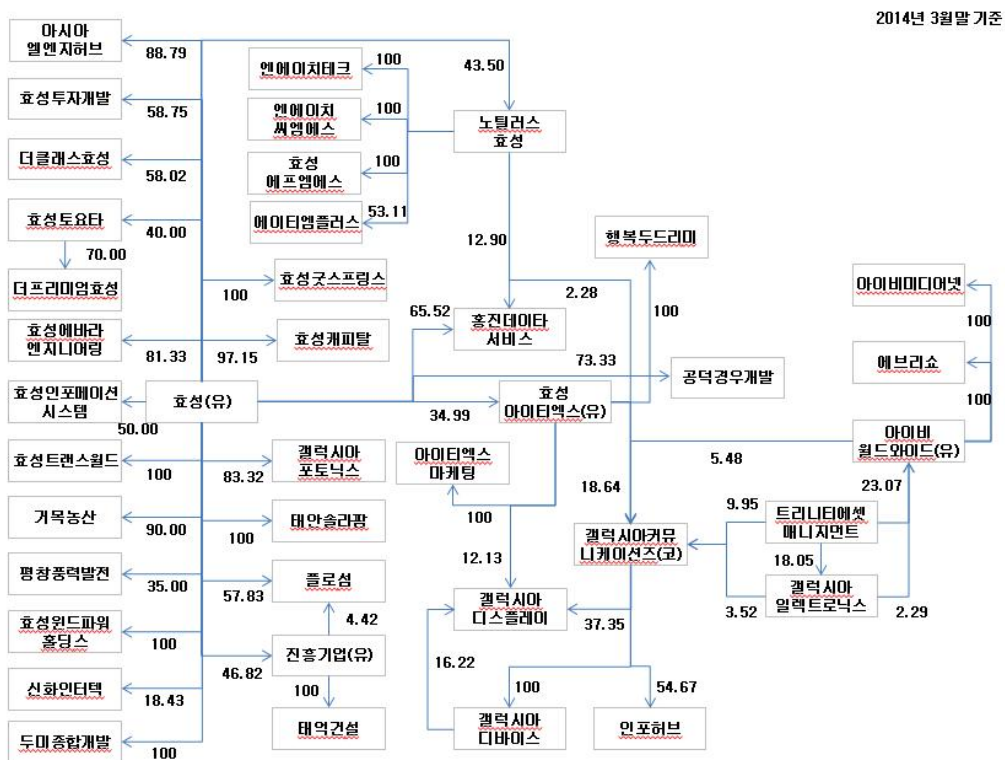 2014년 3월말 기준
아시아
엘엔지허브
88.79
43.50
엔에이치테크
100
효성투자개발
58.75
엔에이치
씨엠에스
100
노틸러스
효성
더클래스효성
58.02
효성
에프엠에스
100
효성토요타
40.00
에이티엠플러스
53.11
12.90
행복두드리미
70.00
더프리미엄효성
100
효성굿스프링스
2.28
아이비미디어넷
65.52
홍진데이타
서비스
100
100
효성에바라
엔지니어링
81.33
97.15
효성캐피탈
73.33
에브리쇼
공덕경우개발
100
효성인포메이션
시스템
50.00
효성(유)
34.99
효성
아이티엑스(유)
아이비
월드와이드(유)
5.48
효성트랜스월드
100
83.32
갤럭시아
포토닉스
아이티엑스
마케팅
100
18.64
23.07
거목농산
90.00
100
태안솔라팜
갤럭시아커뮤
니케이션즈(코)
9.95
트리니티에셋
매니지먼트
12.13
18.05
평창풍력발전
35.00
57.83
플로섬
갤럭시아
디스플레이
37.35
3.52
갤럭시아
일렉트로닉스
2.29
4.42
효성윈드파워
홀딩스
100
46.82
진흥기업(유)
16.22
100
100
54.67
신화인터텍
18.43
태억건설
갤럭시아
디바이스
인포허브
두미종합개발
100